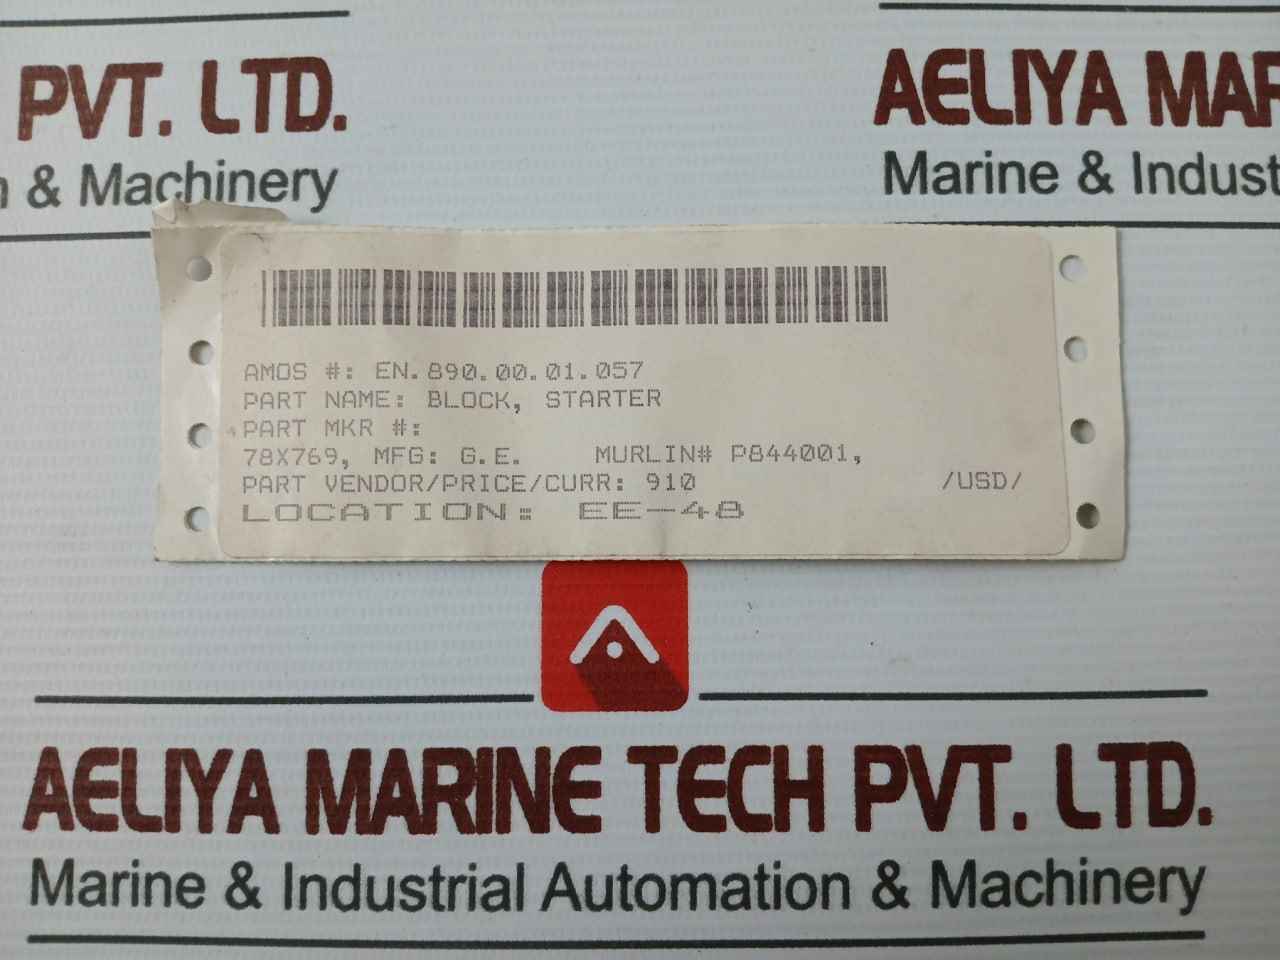 PVT. LTD.
& Machinery
AELIYA MAR
Marine & Indust
AMOS #: EN.890.00.01.057
PART NAME: BLOCK, STARTER
PART MKR #:
78X769, MFG: G.E. MURLIN# P844001,
PART VENDOR/PRICE/CURR: 910 /USD/
LOCATION: EE-48
AELIYA MARINE TECH PVT. LTD.
Marine & Industrial Automation & Machinery